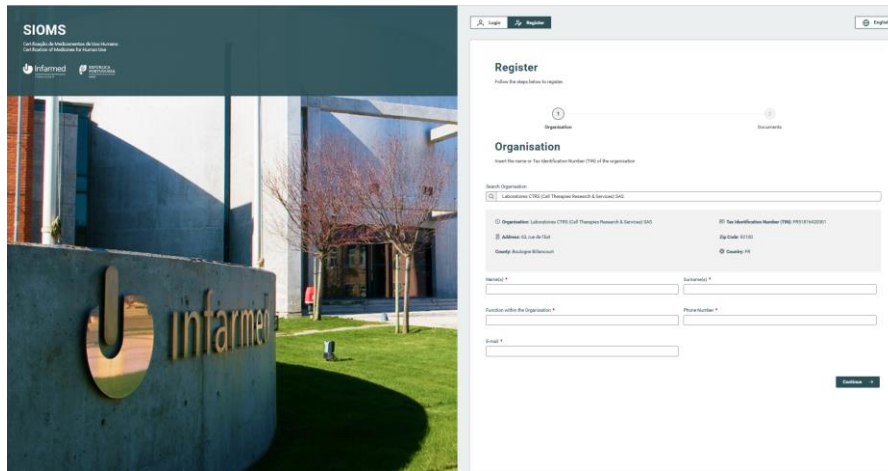 SIOMS
Certificação de Medicamentos de Uso Humano
Certification of Medicines for Human Use
infarmed
REPÚBLICA PORTUGUESA
infarmed
Login
Register
English
Register
Follow the steps below to register
1
Organisation
2
Documents
Organisation
Insert the name or Tax Identification Number (TIN) of the organisation
Search Organisation
Laboratoires CTRS (Cell Therapies Research & Services) SAS
Organisation: Laboratoires CTRS (Cell Therapies Research & Services) SAS
Tax Identification Number (TIN):
Address: 63, rue de l'Est
Zip Code: 92100
County: Boulogne Billancourt
Country: FR
Name(s) *
Surname(s) *
Function within the Organisation *
Phone Number *
E-mail *
Continue